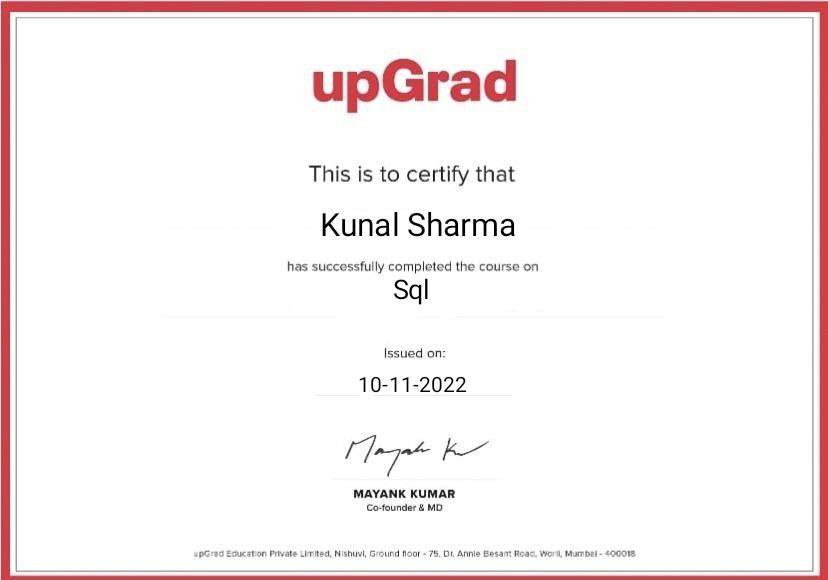 upGrad
This is to certify that
Kunal Sharma
has successfully completed the course on
Sql
Issued on:
10-11-2022
Mayank Ku
MAYANK KUMAR
Co-founder & MD
upGrad Education Private Limited, Nishuvi, Ground floor - 75, Dr. Annie Besant Road, Worli, Mumbai - 400018